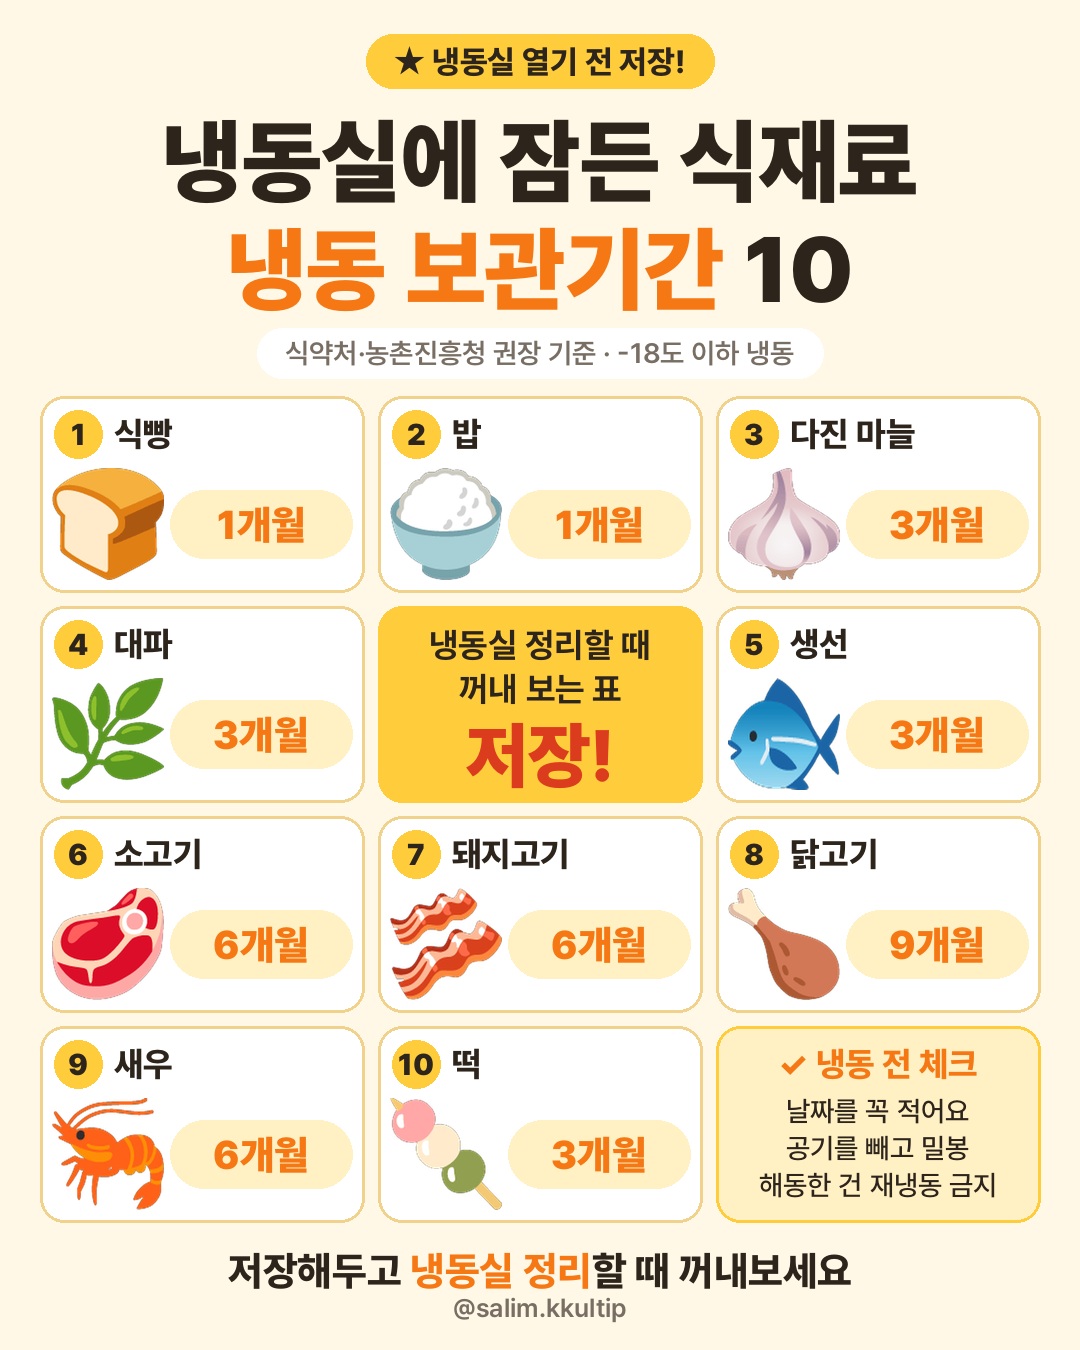 ★ 냉동실 열기 전 저장!
냉동실에 잠든 식재료
냉동 보관기간 10
식약처·농촌진흥청 권장 기준 · -18도 이하 냉동
1 식빵
1개월
2 밥
1개월
3 다진 마늘
3개월
4 대파
3개월
냉동실 정리할 때
꺼내 보는 표
저장!
5 생선
3개월
6 소고기
6개월
7 돼지고기
6개월
8 닭고기
9개월
9 새우
6개월
10 떡
3개월
✓ 냉동 전 체크
날짜를 꼭 적어요
공기를 빼고 밀봉
해동한 건 재냉동 금지
저장해두고 냉동실 정리할 때 꺼내보세요
@salim.kkultip